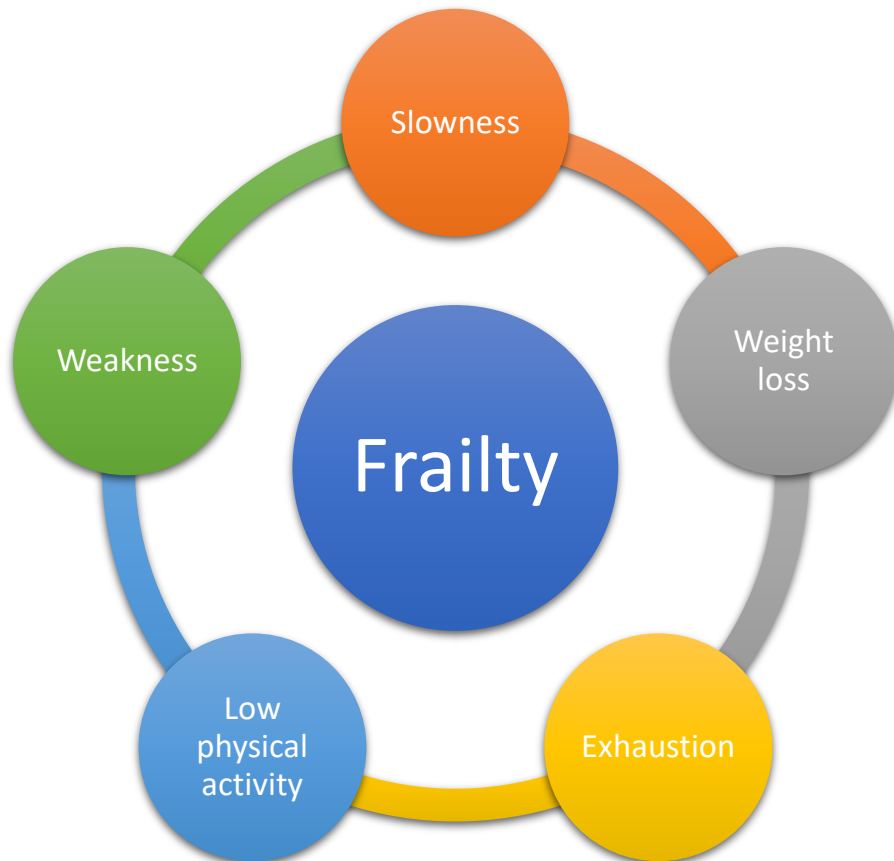 Slowness
Weight
loss
Exhaustion
Low
physical
activity
Weakness
Frailty